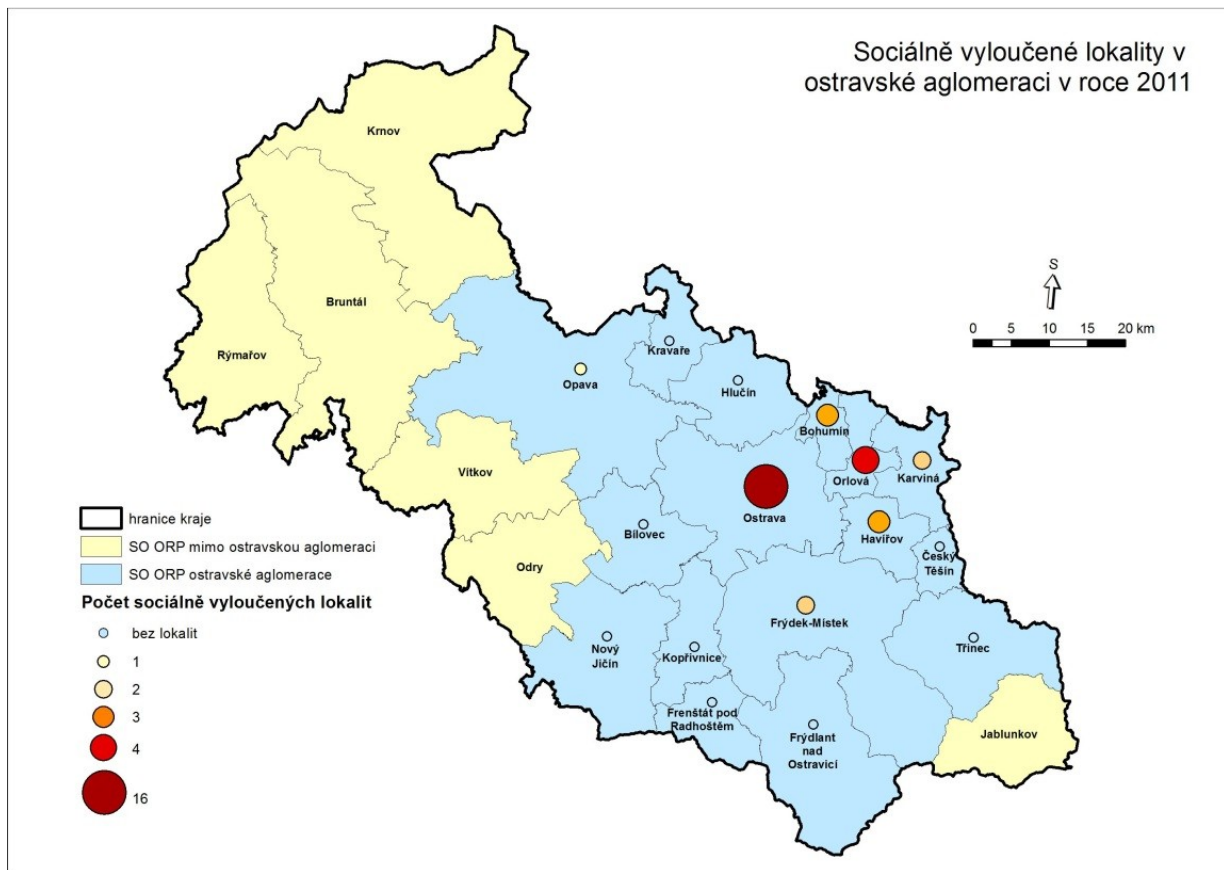 Sociálně vyloučené lokality v
ostravské aglomeraci v roce 2011
Krnov
Bruntál
Rýmařov
S
0 5 10 20 km
Kravaře
Opava
Hlučín
Bohumín
Vítkov
Orlová
Karviná
Ostrava
Bílovec
Havířov
Český
Těšín
Odry
Frýdek-Místek
Nový
Jičín
Kopřivnice
Třinec
Frenštát pod
Radhoštěm
Frýdlant
nad
Ostravicí
Jablunkov
hranice kraje
SO ORP mimo ostravskou aglomeraci
SO ORP ostravské aglomerace
Počet sociálně vyloučených lokalit
bez lokalit
1
2
3
4
16